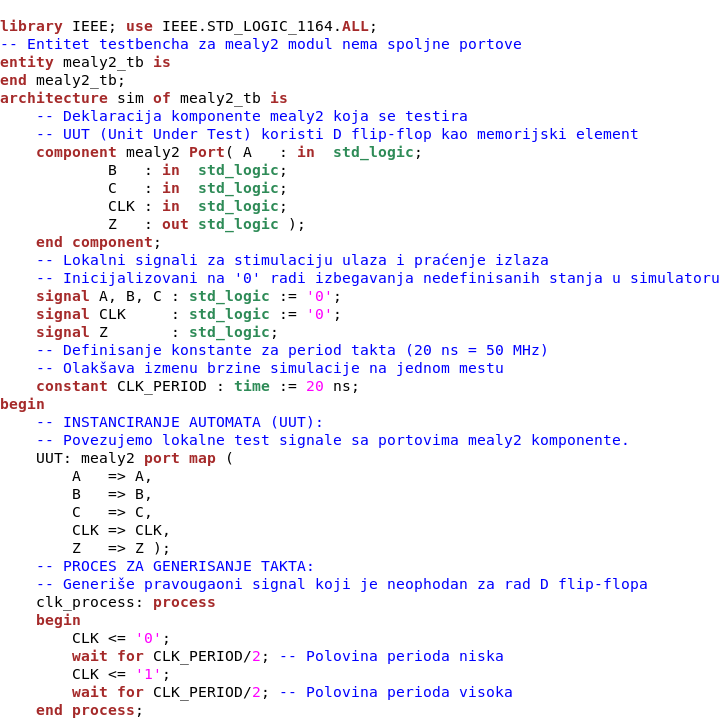 library IEEE; use IEEE.STD_LOGIC_1164.ALL;
-- Entitet testbencha za mealy2 modul nema spoljne portove
entity mealy2_tb is
end mealy2_tb;
architecture sim of mealy2_tb is
    -- Deklaracija komponente mealy2 koja se testira
    -- UUT (Unit Under Test) koristi D flip-flop kao memorijski element
    component mealy2 Port( A   : in  std_logic;
            B   : in  std_logic;
            C   : in  std_logic;
            CLK : in  std_logic;
            Z   : out std_logic );
    end component;
    -- Lokalni signali za stimulaciju ulaza i praćenje izlaza
    -- Inicijalizovani na '0' radi izbegavanja nedefinisanih stanja u simulatoru
    signal A, B, C : std_logic := '0';
    signal CLK     : std_logic := '0';
    signal Z       : std_logic;
    -- Definisanje konstante za period takta (20 ns = 50 MHz)
    -- Olakšava izmenu brzine simulacije na jednom mestu
    constant CLK_PERIOD : time := 20 ns;
begin
    -- INSTANCIRANJE AUTOMATA (UUT):
    -- Povezujemo lokalne test signale sa portovima mealy2 komponente.
    UUT: mealy2 port map (
        A   => A,
        B   => B,
        C   => C,
        CLK => CLK,
        Z   => Z );
    -- PROCES ZA GENERISANJE TAKTA:
    -- Generiše pravougaoni signal koji je neophodan za rad D flip-flopa
    clk_process: process
    begin
        CLK <= '0';
        wait for CLK_PERIOD/2; -- Polovina perioda niska
        CLK <= '1';
        wait for CLK_PERIOD/2; -- Polovina perioda visoka
    end process;